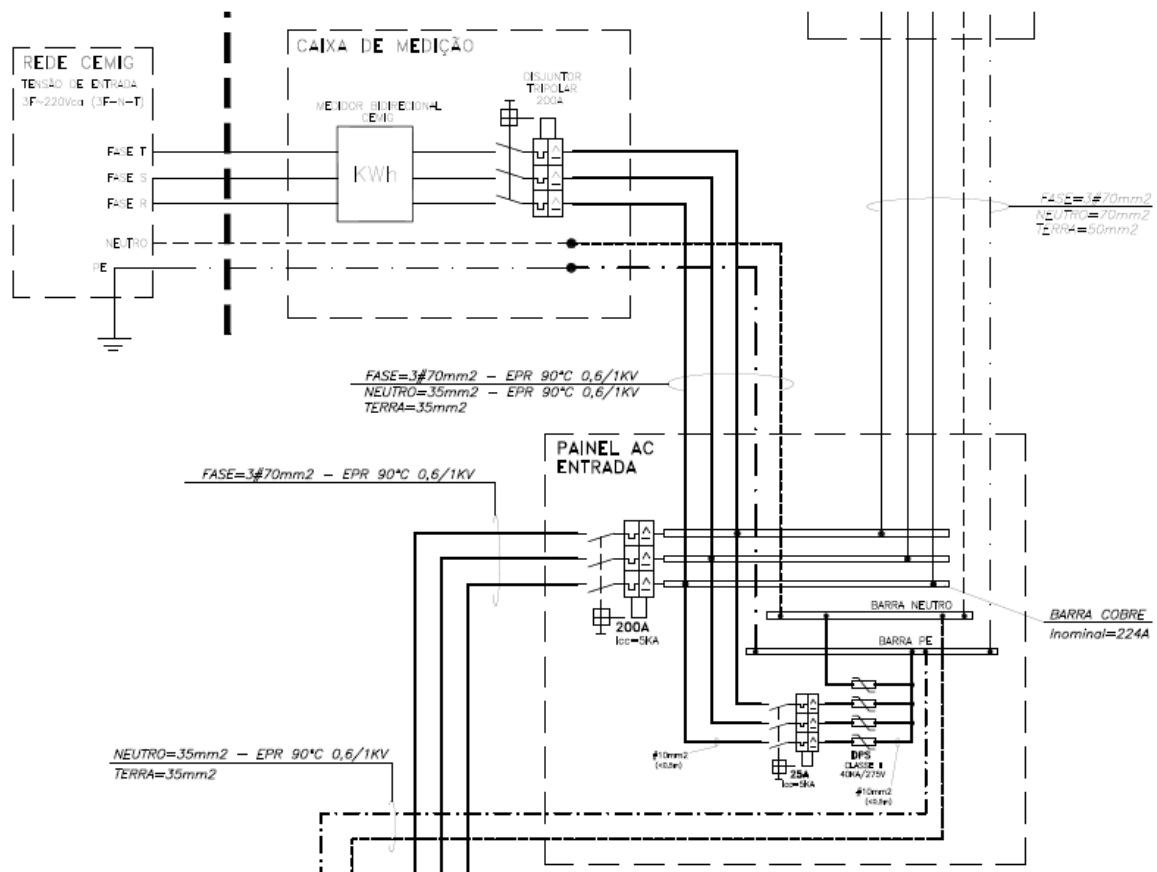 REDE CEMIG
TENSÃO DE ENTRADA
3F~220Vca (3F-N-T)
FASE T
FASE S
FASE R
NEUTRO
PE
CAIXA DE MEDIÇÃO
MEDIDOR BIDIRECIONAL
CEMIG
KWh
DISJUNTOR
TRIPOLAR
200A
FASE=3#70mm2
NEUTRO=70mm2
TERRA=50mm2
FASE=3#70mm2 - EPR 90°C 0,6/1KV
NEUTRO=35mm2 - EPR 90°C 0,6/1KV
TERRA=35mm2
PAINEL AC
ENTRADA
FASE=3#70mm2 - EPR 90°C 0,6/1KV
200A
Icc=5KA
BARRA NEUTRO
BARRA PE
BARRA COBRE
Inominal=224A
NEUTRO=35mm2 - EPR 90°C 0,6/1KV
TERRA=35mm2
#10mm2
(<0,5m)
25A
Icc=5KA
DPS
CLASSE II
40KA/275V
#10mm2
(<0,5m)